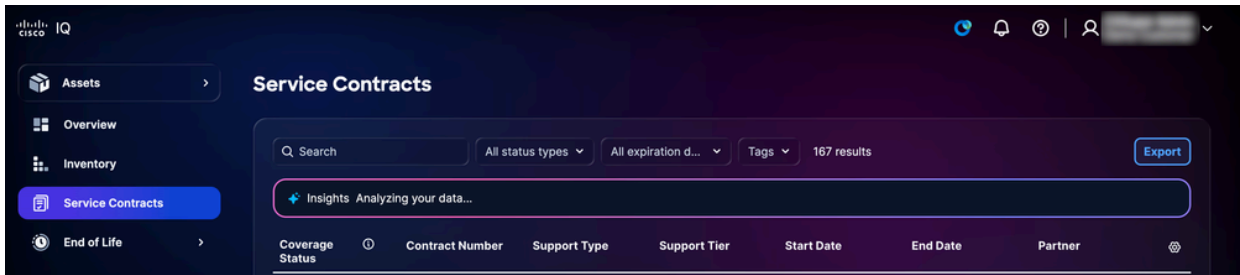 cisco IQ
Assets
Overview
Inventory
Service Contracts
End of Life
Service Contracts
Search
All status types
All expiration d...
Tags
167 results
Export
Insights Analyzing your data...
Coverage Status
Contract Number
Support Type
Support Tier
Start Date
End Date
Partner